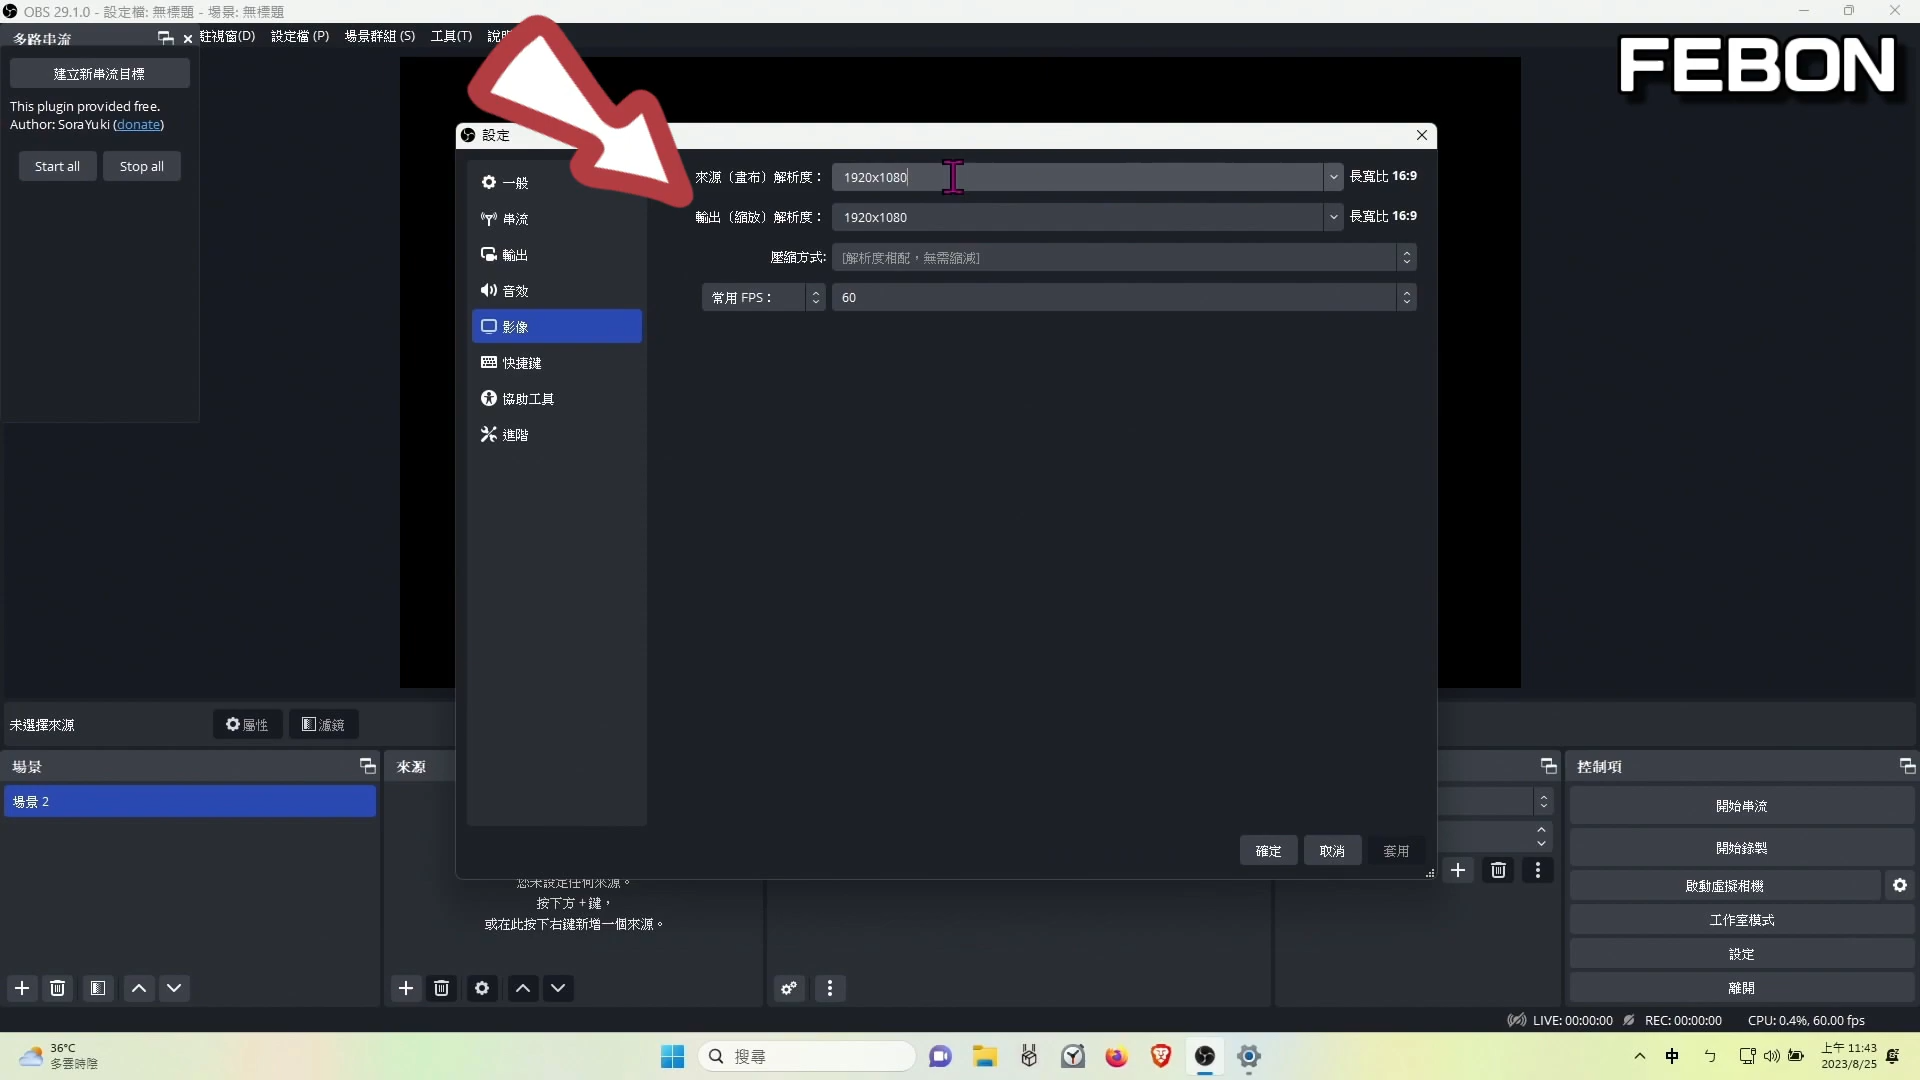 OBS 29.1.0 - 設定檔: 無標題 - 場景: 無標題
多路串流
駐視窗(D)
設定檔 (P)
場景群組 (S)
工具(T)
FEBON
建立新串流目標
This plugin provided free.
Author: SoraYuki (donate)
Start all
Stop all
設定
一般
串流
輸出
音效
影像
快捷鍵
協助工具
進階
來源（畫布）解析度：
1920x1080
長寬比 16:9
輸出（縮放）解析度：
1920x1080
長寬比 16:9
壓縮方式:
[解析度相配，無需縮減]
常用 FPS：
60
確定
取消
套用
未選擇來源
屬性
濾鏡
場景
來源
控制項
場景 2
您未設定任何來源。
按下方 + 鍵，
或在此按下右鍵新增一個來源。
開始串流
開始錄製
啟動虛擬相機
工作室模式
設定
離開
LIVE: 00:00:00
REC: 00:00:00
CPU: 0.4%, 60.00 fps
36°C
多雲時陰
搜尋
中
ㄅ
上午 11:43
2023/8/25